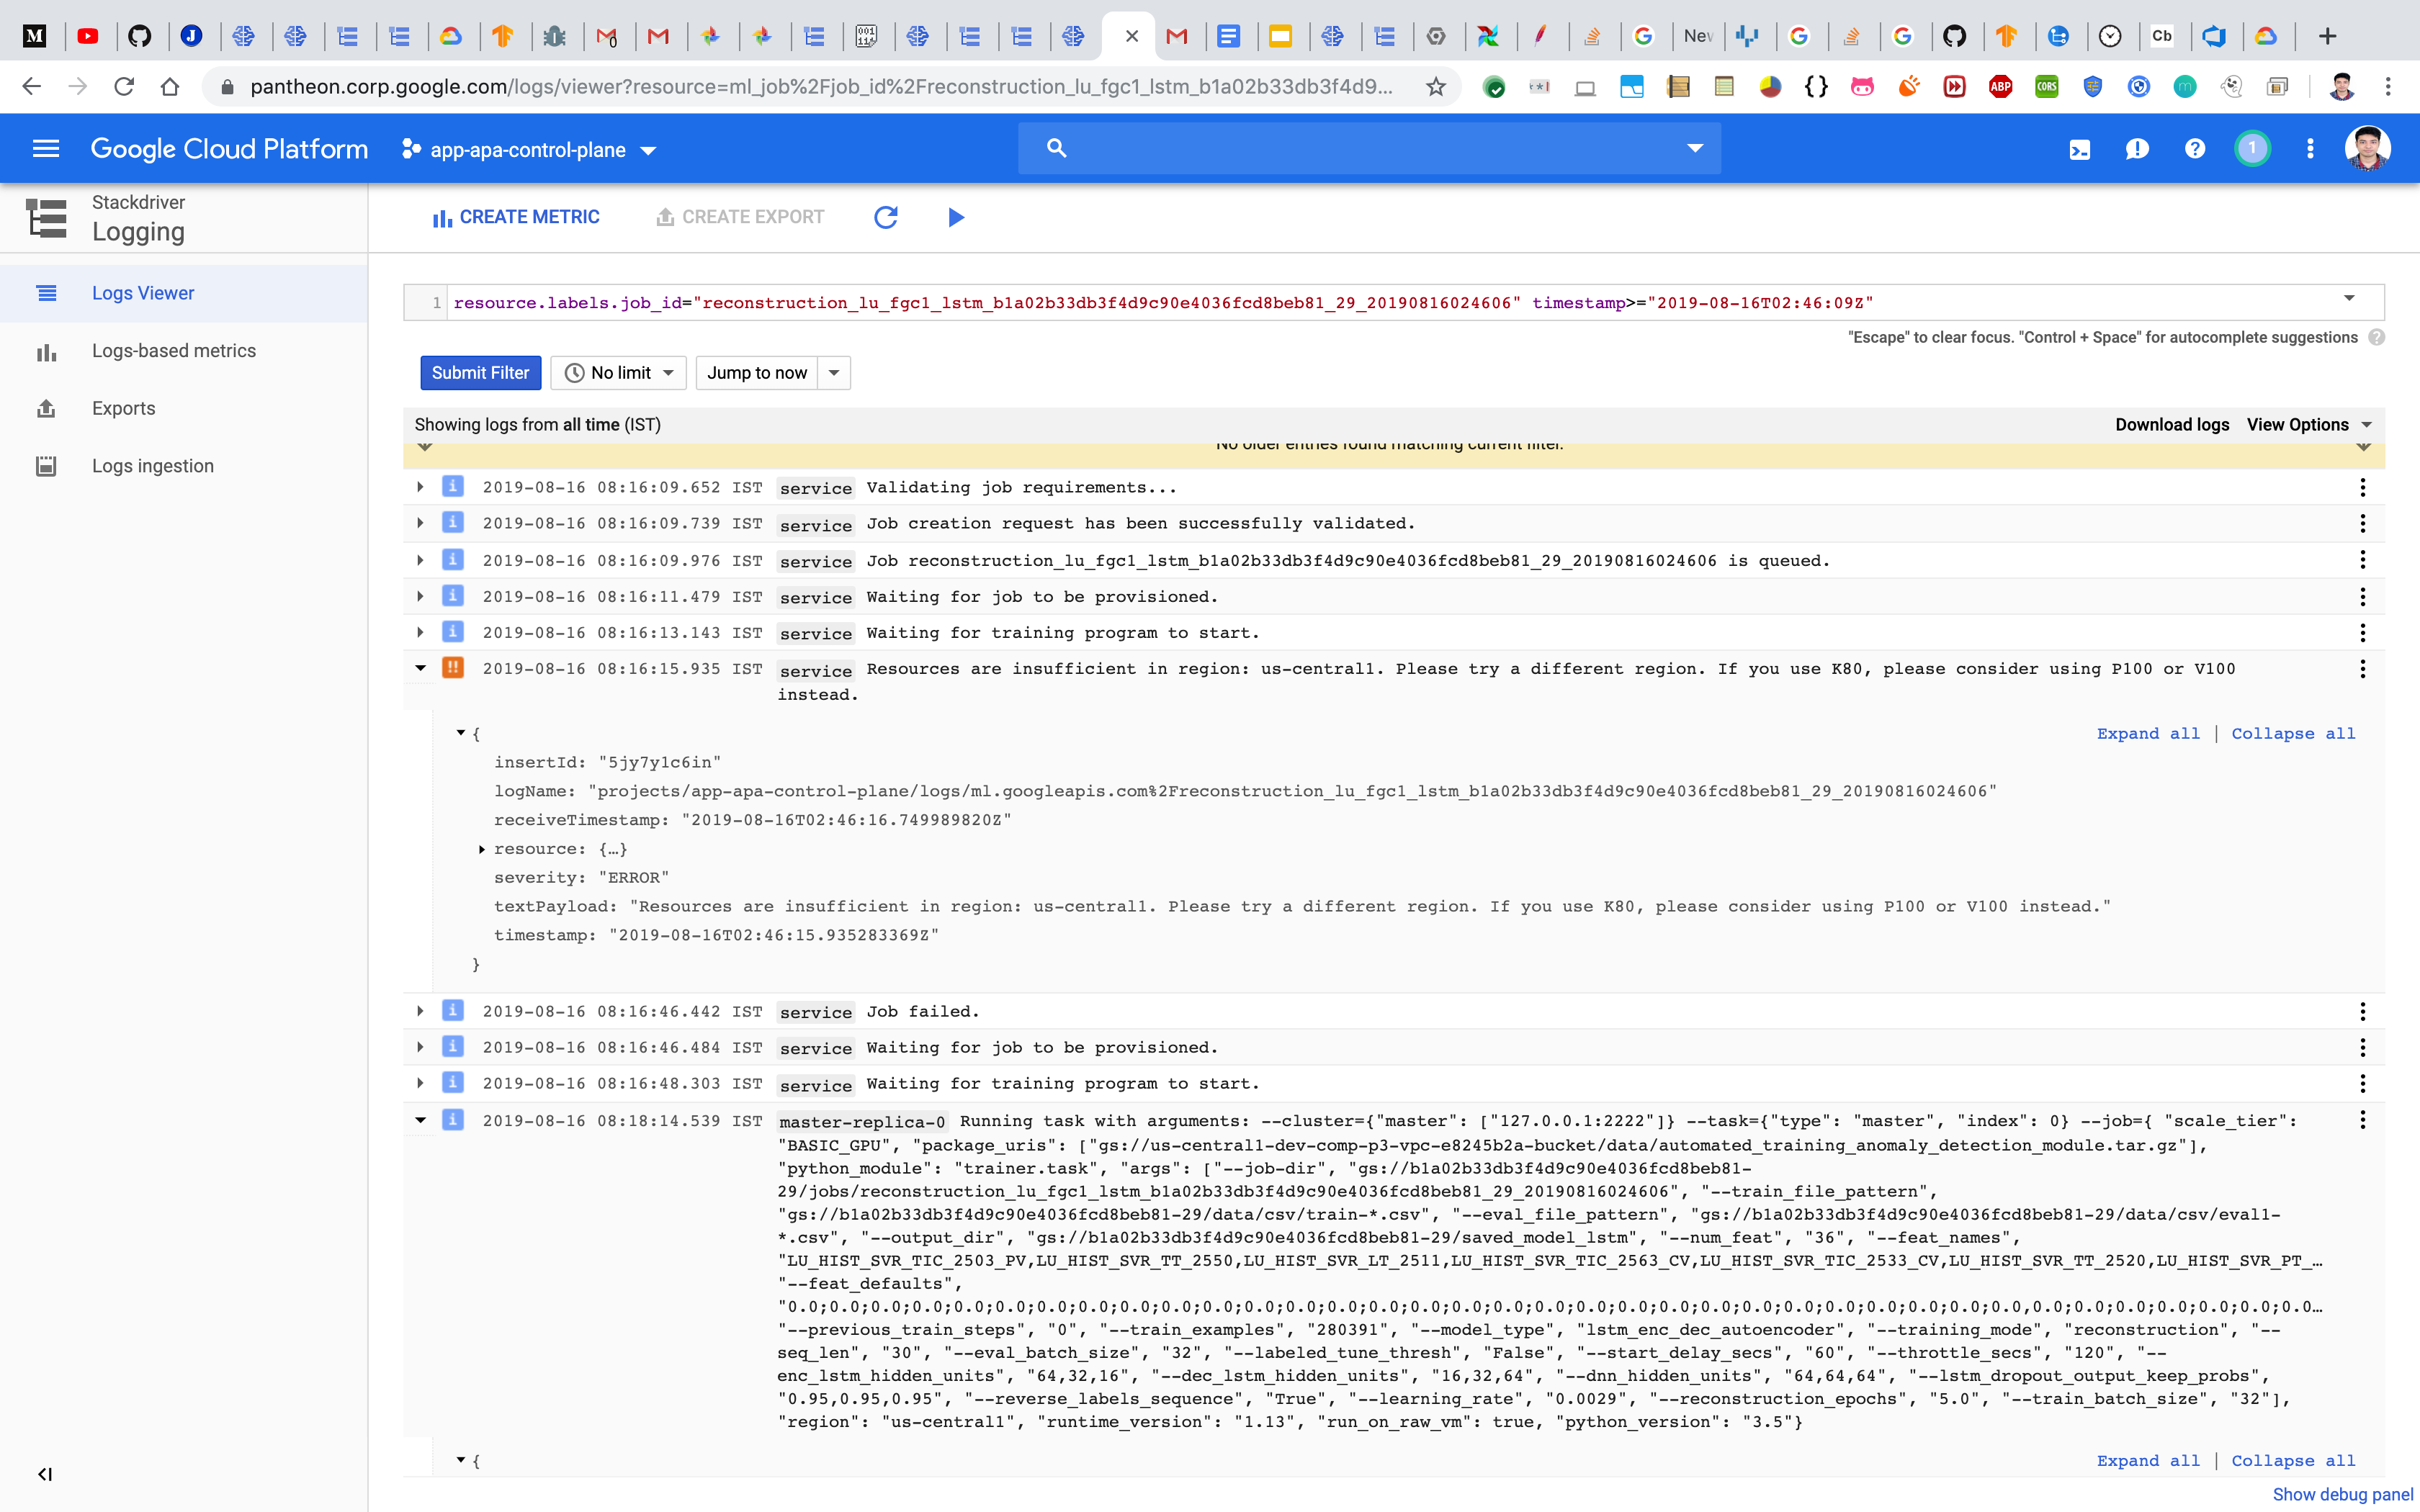 New
Cb
pantheon.corp.google.com/logs/viewer?resource=ml_job%2Fjob_id%2Freconstruction_lu_fgc1_lstm_b1a02b33db3f4d9...
ABP
CORS
Google Cloud Platform
app-apa-control-plane
1
Stackdriver
Logging
CREATE METRIC
CREATE EXPORT
Logs Viewer
Logs-based metrics
Exports
Logs ingestion
1 resource.labels.job_id="reconstruction_lu_fgc1_lstm_b1a02b33db3f4d9c90e4036fcd8beb81_29_20190816024606" timestamp>="2019-08-16T02:46:09Z"
"Escape" to clear focus. "Control + Space" for autocomplete suggestions
Submit Filter
No limit
Jump to now
Showing logs from all time (IST)
Download logs
View Options
No older entries found matching current filter.
2019-08-16 08:16:09.652 IST service Validating job requirements...
2019-08-16 08:16:09.739 IST service Job creation request has been successfully validated.
2019-08-16 08:16:09.976 IST service Job reconstruction_lu_fgc1_lstm_b1a02b33db3f4d9c90e4036fcd8beb81_29_20190816024606 is queued.
2019-08-16 08:16:11.479 IST service Waiting for job to be provisioned.
2019-08-16 08:16:13.143 IST service Waiting for training program to start.
2019-08-16 08:16:15.935 IST service Resources are insufficient in region: us-central1. Please try a different region. If you use K80, please consider using P100 or V100
instead.
{
Expand all | Collapse all
insertId: "5jy7y1c6in"
logName: "projects/app-apa-control-plane/logs/ml.googleapis.com%2Freconstruction_lu_fgc1_lstm_b1a02b33db3f4d9c90e4036fcd8beb81_29_20190816024606"
receiveTimestamp: "2019-08-16T02:46:16.749989820Z"
resource: {…}
severity: "ERROR"
textPayload: "Resources are insufficient in region: us-central1. Please try a different region. If you use K80, please consider using P100 or V100 instead."
timestamp: "2019-08-16T02:46:15.935283369Z"
}
2019-08-16 08:16:46.442 IST service Job failed.
2019-08-16 08:16:46.484 IST service Waiting for job to be provisioned.
2019-08-16 08:16:48.303 IST service Waiting for training program to start.
2019-08-16 08:18:14.539 IST master-replica-0 Running task with arguments: --cluster={"master": ["127.0.0.1:2222"]} --task={"type": "master", "index": 0} --job={ "scale_tier":
"BASIC_GPU", "package_uris": ["gs://us-central1-dev-comp-p3-vpc-e8245b2a-bucket/data/automated_training_anomaly_detection_module.tar.gz"],
"python_module": "trainer.task", "args": ["--job-dir", "gs://b1a02b33db3f4d9c90e4036fcd8beb81-
29/jobs/reconstruction_lu_fgc1_lstm_b1a02b33db3f4d9c90e4036fcd8beb81_29_20190816024606", "--train_file_pattern",
"gs://b1a02b33db3f4d9c90e4036fcd8beb81-29/data/csv/train-*.csv", "--eval_file_pattern", "gs://b1a02b33db3f4d9c90e4036fcd8beb81-29/data/csv/eval1-
*.csv", "--output_dir", "gs://b1a02b33db3f4d9c90e4036fcd8beb81-29/saved_model_lstm", "--num_feat", "36", "--feat_names",
"LU_HIST_SVR_TIC_2503_PV,LU_HIST_SVR_TT_2550,LU_HIST_SVR_LT_2511,LU_HIST_SVR_TIC_2563_CV,LU_HIST_SVR_TIC_2533_CV,LU_HIST_SVR_TT_2520,LU_HIST_SVR_PT_…
"--feat_defaults",
"0.0;0.0;0.0;0.0;0.0;0.0;0.0;0.0;0.0;0.0;0.0;0.0;0.0;0.0;0.0;0.0;0.0;0.0;0.0;0.0;0.0;0.0;0.0;0.0;0.0;0.0;0.0;0.0;0.0;0.0,0.0;0.0;0.0;0.0;0.0;0.0;0.0…
"--previous_train_steps", "0", "--train_examples", "280391", "--model_type", "lstm_enc_dec_autoencoder", "--training_mode", "reconstruction", "--
seq_len", "30", "--eval_batch_size", "32", "--labeled_tune_thresh", "False", "--start_delay_secs", "60", "--throttle_secs", "120", "--
enc_lstm_hidden_units", "64,32,16", "--dec_lstm_hidden_units", "16,32,64", "--dnn_hidden_units", "64,64,64", "--lstm_dropout_output_keep_probs",
"0.95,0.95,0.95", "--reverse_labels_sequence", "True", "--learning_rate", "0.0029", "--reconstruction_epochs", "5.0", "--train_batch_size", "32"],
"region": "us-central1", "runtime_version": "1.13", "run_on_raw_vm": true, "python_version": "3.5"}
{
Expand all | Collapse all
Show debug panel